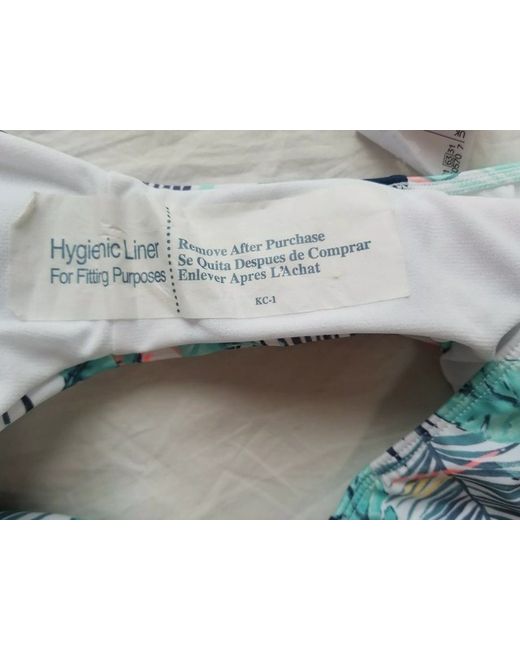 Hygienic Liner
For Fitting Purposes
Remove After Purchase
Se Quita Despues de Comprar
Enlever Apres L'Achat
KC-1